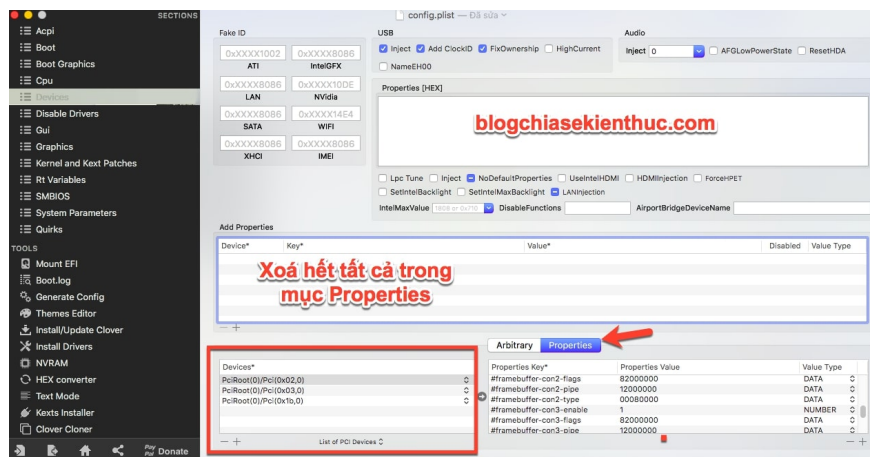 SECTIONS
Acpi
Boot
Boot Graphics
Cpu
Devices
Disable Drivers
Gui
Graphics
Kernel and Kext Patches
Rt Variables
SMBIOS
System Parameters
Quirks
TOOLS
Mount EFI
Boot.log
Generate Config
Themes Editor
Install/Update Clover
Install Drivers
NVRAM
HEX converter
Text Mode
Kexts Installer
Clover Cloner
Pay Pal Donate
config.plist — Đã sửa
Fake ID
0xXXXX1002 0xXXXX8086
ATI IntelGFX
0xXXXX8086 0xXXXX10DE
LAN NVidia
0xXXXX8086 0xXXXX14E4
SATA WIFI
0xXXXX8086 0xXXXX8086
XHCI IMEI
USB
Inject Add ClockID FixOwnership HighCurrent
NameEH00
Audio
Inject 0 AFGLowPowerState ResetHDA
Properties [HEX]
blogchiasekienthuc.com
Lpc Tune Inject NoDefaultProperties UseIntelHDMI HDMIInjection ForceHPET
SetIntelBacklight SetIntelMaxBacklight LANInjection
IntelMaxValue 1808 or 0x710 DisableFunctions AirportBridgeDeviceName
Add Properties
Device* Key* Value* Disabled Value Type
Xoá hết tất cả trong
mục Properties
Arbitrary Properties
Devices*
PciRoot(0)/Pci(0x02,0)
PciRoot(0)/Pci(0x03,0)
PciRoot(0)/Pci(0x1b,0)
List of PCI Devices
Properties Key* Properties Value Value Type
#framebuffer-con2-flags 82000000 DATA
#framebuffer-con2-pipe 12000000 DATA
#framebuffer-con2-type 00080000 DATA
#framebuffer-con3-enable 1 NUMBER
#framebuffer-con3-flags 82000000 DATA
#framebuffer-con3-pipe 12000000 DATA